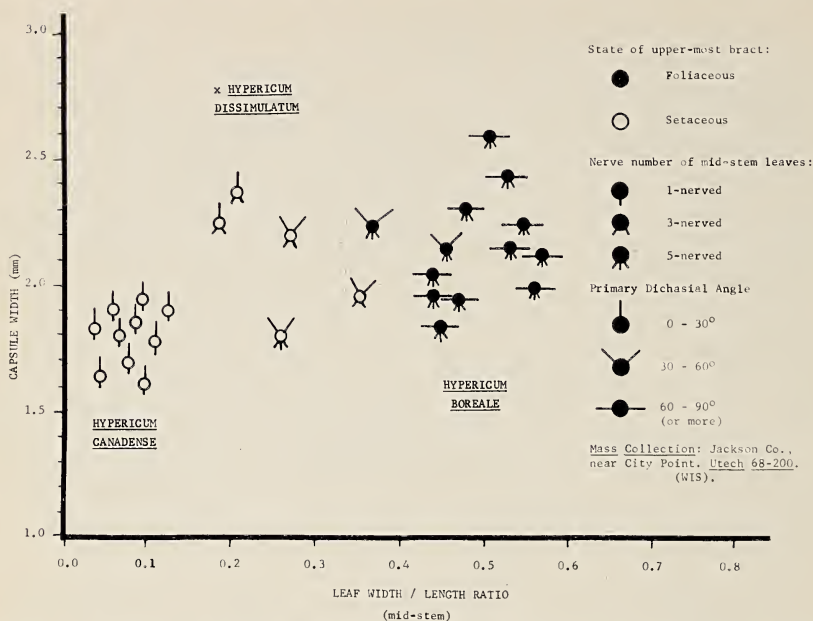 3.0
2.5
2.0
1.5
1.0
CAPSULE WIDTH (mm)
x HYPERICUM
DISSIMULATUM
HYPERICUM
CANADENSE
HYPERICUM
BOREALE
State of upper-most bract:
Foliaceous
Setaceous
Nerve number of mid-stem leaves:
1-nerved
3-nerved
5-nerved
Primary Dichasial Angle
0 - 30°
30 - 60°
60 - 90°
(or more)
Mass Collection: Jackson Co.,
near City Point. Utech 68-200.
(WIS).
0.0 0.1 0.2 0.3 0.4 0.5 0.6 0.7 0.8
LEAF WIDTH / LENGTH RATIO
(mid-stem)